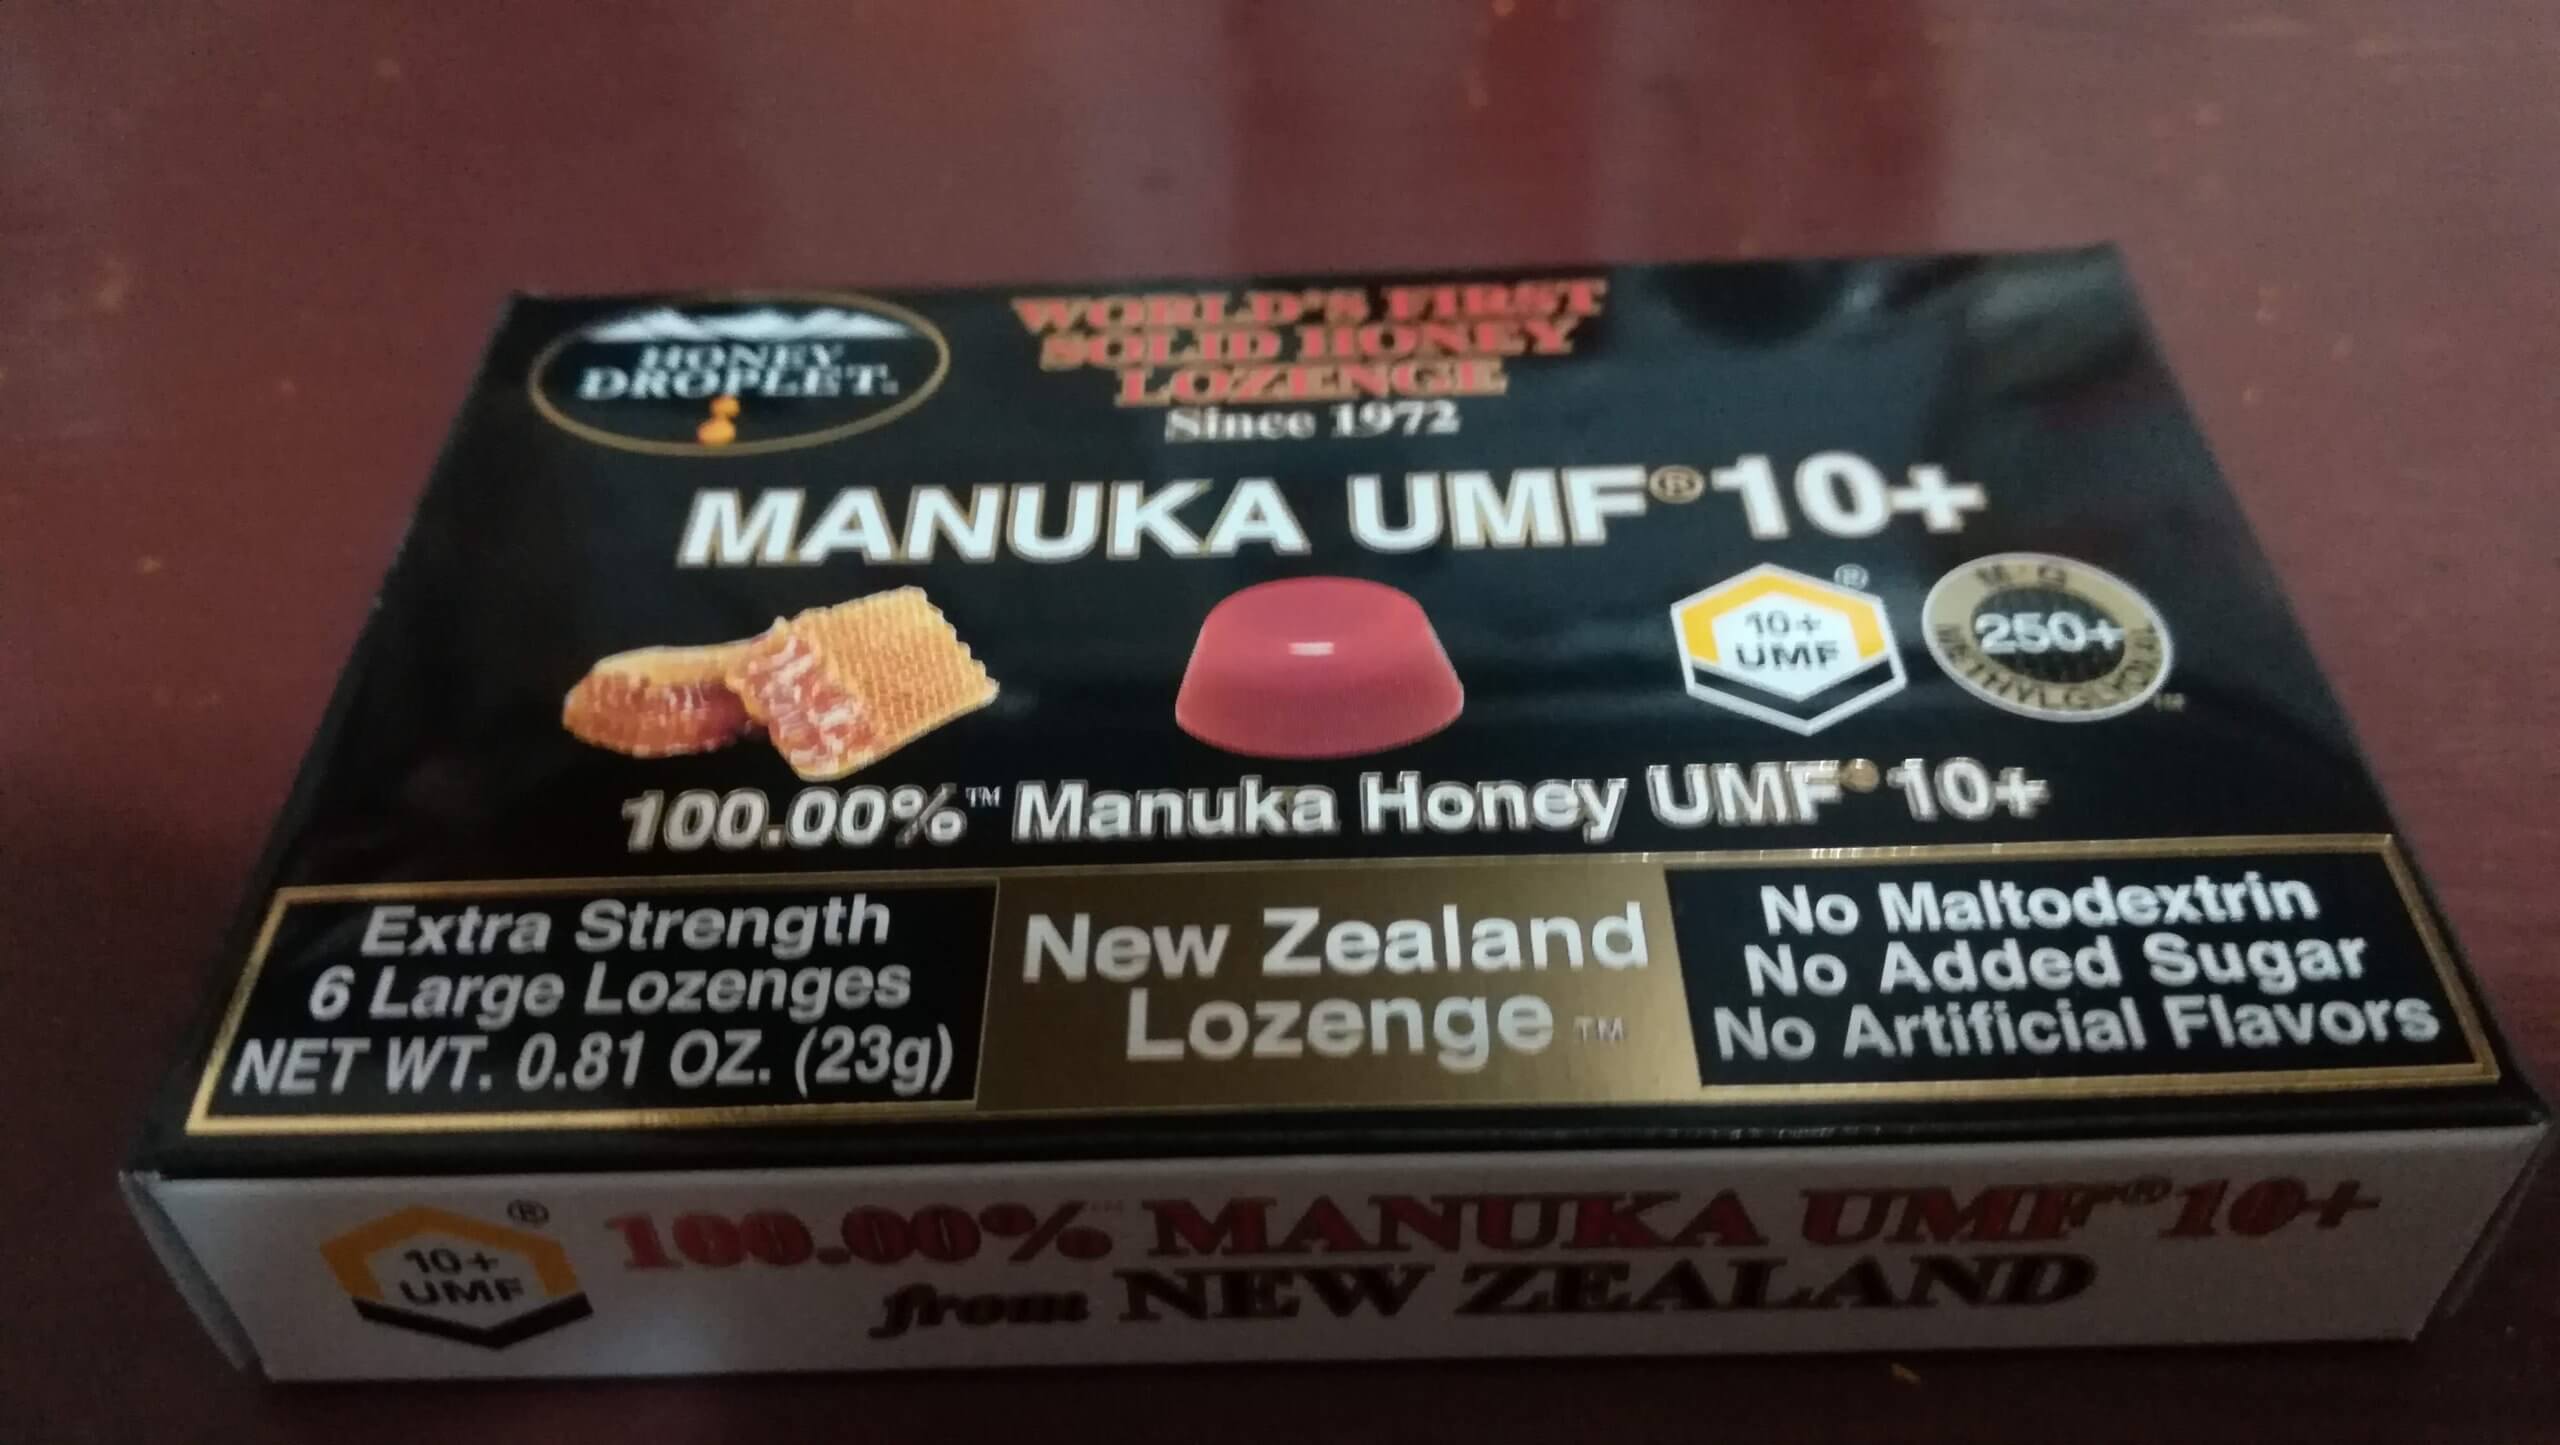 HONEY
DROPLET
WORLD'S FIRST
SOLID HONEY
LOZENGE
Since 1972
MANUKA UMF® 10+
®
10+
UMF
250+
100.00%™ Manuka Honey UMF® 10+
Extra Strength
6 Large Lozenges
NET WT. 0.81 OZ. (23g)
New Zealand
Lozenge™
No Maltodextrin
No Added Sugar
No Artificial Flavors
®
10+
UMF
100.00%™ MANUKA UMF® 10+
from NEW ZEALAND